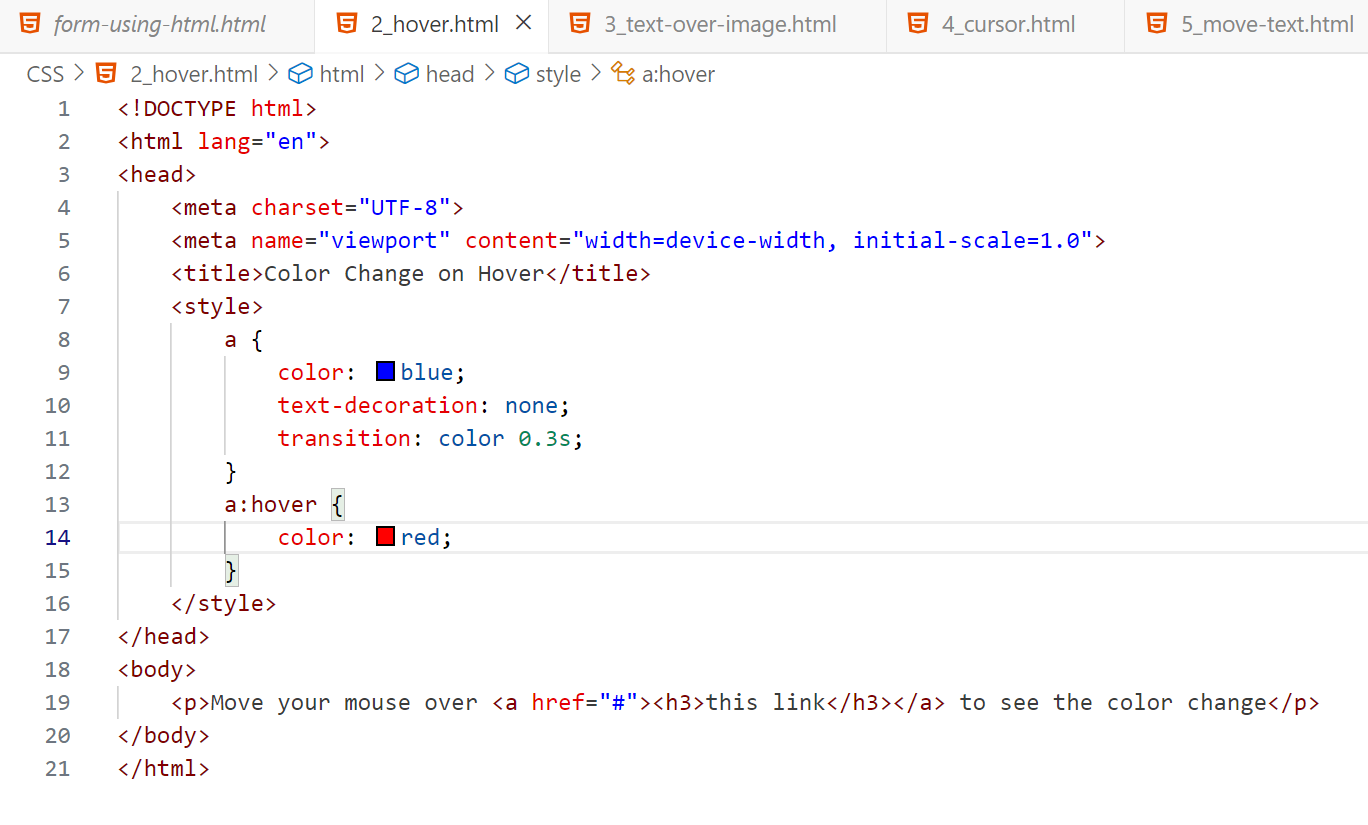 form-using-html.html 2_hover.html 3_text-over-image.html 4_cursor.html 5_move-text.html
CSS > 2_hover.html > html > head > style > a:hover
1 <!DOCTYPE html>
2 <html lang="en">
3 <head>
4     <meta charset="UTF-8">
5     <meta name="viewport" content="width=device-width, initial-scale=1.0">
6     <title>Color Change on Hover</title>
7     <style>
8         a {
9             color: blue;
10             text-decoration: none;
11             transition: color 0.3s;
12         }
13         a:hover {
14             color: red;
15         }
16     </style>
17 </head>
18 <body>
19     <p>Move your mouse over <a href="#"><h3>this link</h3></a> to see the color change</p>
20 </body>
21 </html>